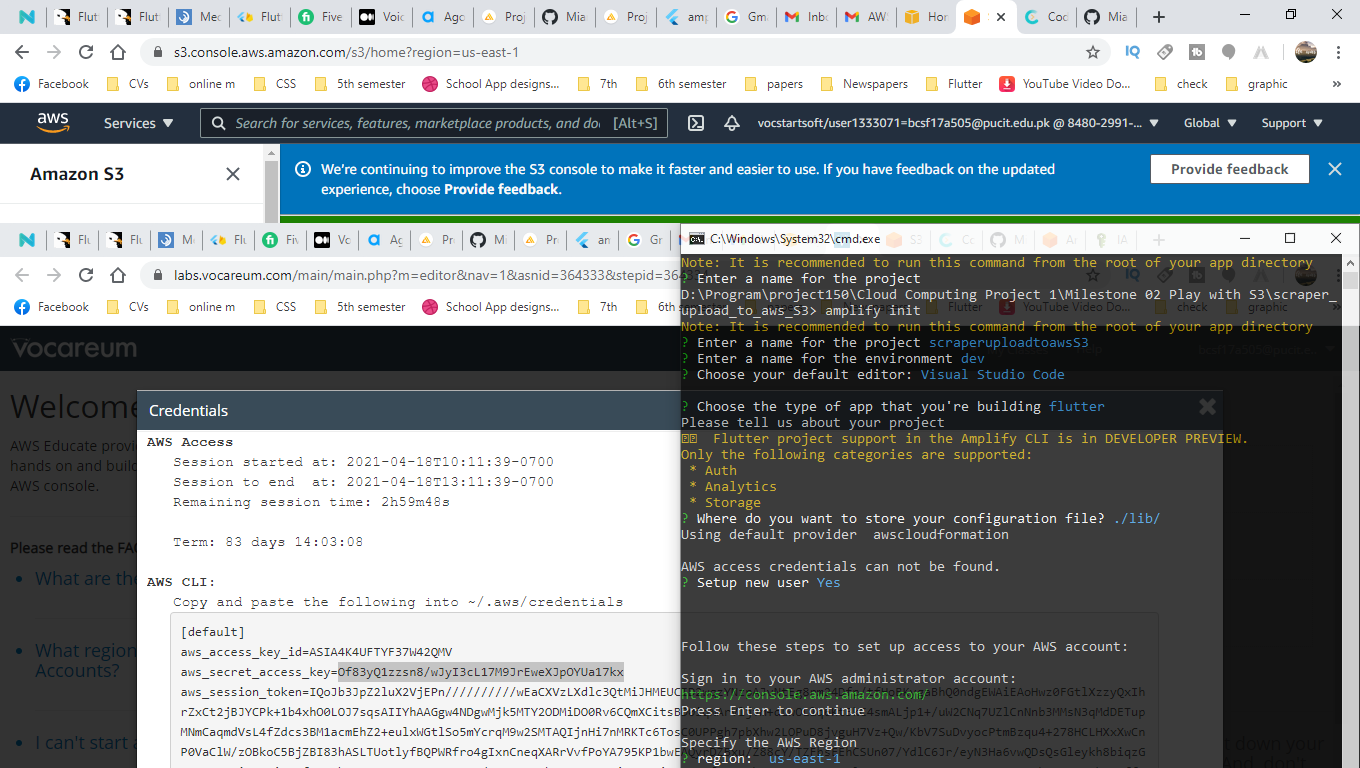 Flut
Flut
Mec
Flut
Five
Voic
Ago
Proj
Mia
Proj
amp
Gm
Inb
AW
Hor
S
Cod
Mia
s3.console.aws.amazon.com/s3/home?region=us-east-1
Facebook
CVs
online m
CSS
5th semester
School App designs...
7th
6th semester
papers
Newspapers
Flutter
YouTube Video Do...
check
graphic
aws
Services
Search for services, features, marketplace products, and do
[Alt+S]
vocstartsoft/user1333071=bcsf17a505@pucit.edu.pk @ 8480-2991-...
Global
Support
Amazon S3
We're continuing to improve the S3 console to make it faster and easier to use. If you have feedback on the updated
experience, choose Provide feedback.
Provide feedback
labs.vocareum.com/main/main.php?m=editor&nav=1&asnid=364333&stepid=364
Facebook
CVs
online m
CSS
5th semester
School App designs...
7th
vocareum
Welcome
AWS Educate provi
hands on and build
AWS console.
Please read the FAQ
What are the
What region
Accounts?
I can't start a
Credentials
AWS Access
Session started at: 2021-04-18T10:11:39-0700
Session to end at: 2021-04-18T13:11:39-0700
Remaining session time: 2h59m48s
Term: 83 days 14:03:08
AWS CLI:
Copy and paste the following into ~/.aws/credentials
[default]
aws_access_key_id=ASIA4K4UFTYF37W42QMV
aws_secret_access_key=Of83yQ1zzsn8/wJyI3cL17M9JrEweXJpOYUa17kx
aws_session_token=IQoJb3JpZ2luX2VjEPn//////////wEaCXVzLXdlc3QtMiJHMEUC
rZxCt2jBJYCPk+1b4xhO0LOJ7sqsAIIYhAAGgw4NDgwMjk5MTY2ODMiDO0Rv6CQmXCitsB
MNmCaqmdVsL4fZdcs3BM1acmEhZ2+eulxWGtlSo5mYcrqM9w2SMTAQIjnHi7nMRKTc6Tos
P0VaClW/zOBkoC5BjZBI83hASLTUotlyfBQPWRfro4gIxnCneqXARrVvfPoYA795KP1bwE
C:\Windows\System32\cmd.exe
Note: It is recommended to run this command from the root of your app directory
? Enter a name for the project
D:\Program\project150\Cloud Computing Project 1\Milestone 02 Play with S3\scraper_
upload_to_aws_S3> amplify init
Note: It is recommended to run this command from the root of your app directory
? Enter a name for the project scraperuploadtoawsS3
? Enter a name for the environment dev
? Choose your default editor: Visual Studio Code
? Choose the type of app that you're building flutter
Please tell us about your project
Flutter project support in the Amplify CLI is in DEVELOPER PREVIEW.
Only the following categories are supported:
* Auth
* Analytics
* Storage
? Where do you want to store your configuration file? ./lib/
Using default provider awscloudformation
AWS access credentials can not be found.
? Setup new user Yes
Follow these steps to set up access to your AWS account:
Sign in to your AWS administrator account:
https://console.aws.amazon.com/
Press Enter to continue
Specify the AWS Region
? region: us-east-1